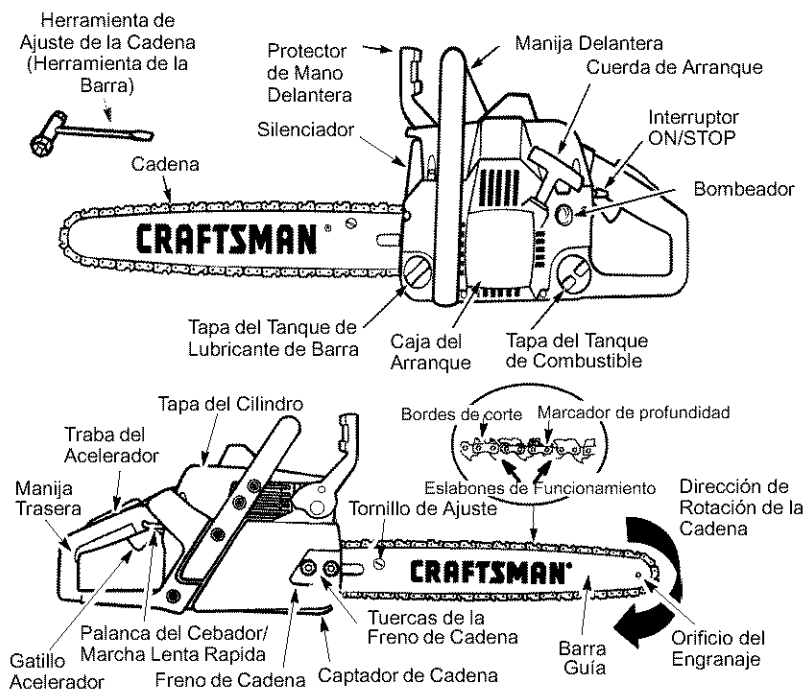 Herramienta de
Ajuste de la Cadena
(Herramienta de la
Barra)
Protector
de Mano
Delantera
Manija Delantera
Cuerda de Arranque
Interruptor
ON/STOP
Silenciador
Cadena
Bombeador
CRAFTSMAN
Tapa del Tanque de
Lubricante de Barra
Caja del
Arranque
Tapa del Tanque
de Combustible
Tapa del Cilindro
Bordes de corte
Marcador de profundidad
Traba del
Acelerador
Eslabones de Funcionamiento
Manija
Trasera
Tornillo de Ajuste
Dirección de
Rotación de la
Cadena
CRAFTSMAN
Tuercas de la
Freno de Cadena
Palanca del Cebador/
Marcha Lenta Rapida
Barra
Guía
Orificio del
Engranaje
Gatillo
Acelerador
Freno de Cadena
Captador de Cadena